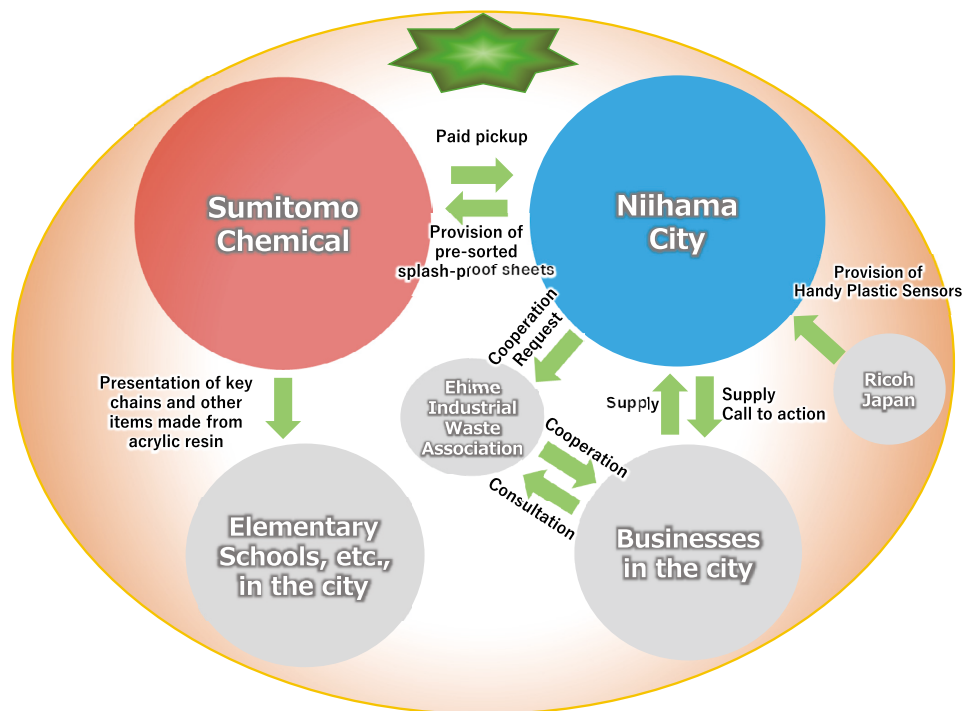 Paid pickup
Sumitomo
Chemical
Niihama
City
Provision of
pre-sorted
splash-proof sheets
Provision of
Handy Plastic Sensors
Cooperation
Request
Ricoh
Japan
Presentation of key
chains and other
items made from
acrylic resin
Ehime
Industrial
Waste
Association
Supply
Supply
Call to action
Cooperation
Consultation
Elementary
Schools, etc.,
in the city
Businesses
in the city